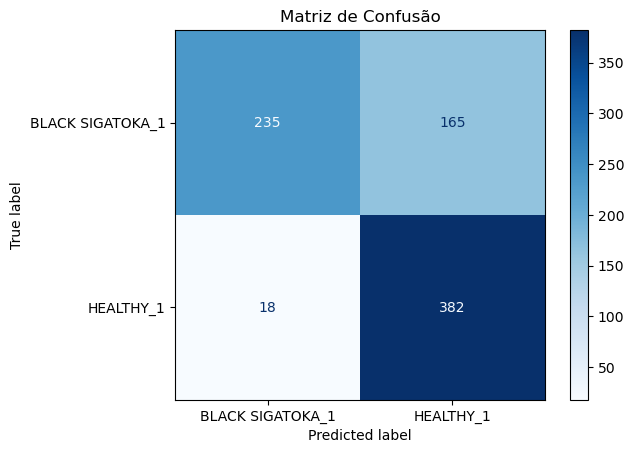 Matriz de Confusão
True label
BLACK SIGATOKA_1
HEALTHY_1
235
165
18
382
BLACK SIGATOKA_1
HEALTHY_1
Predicted label
350
300
250
200
150
100
50